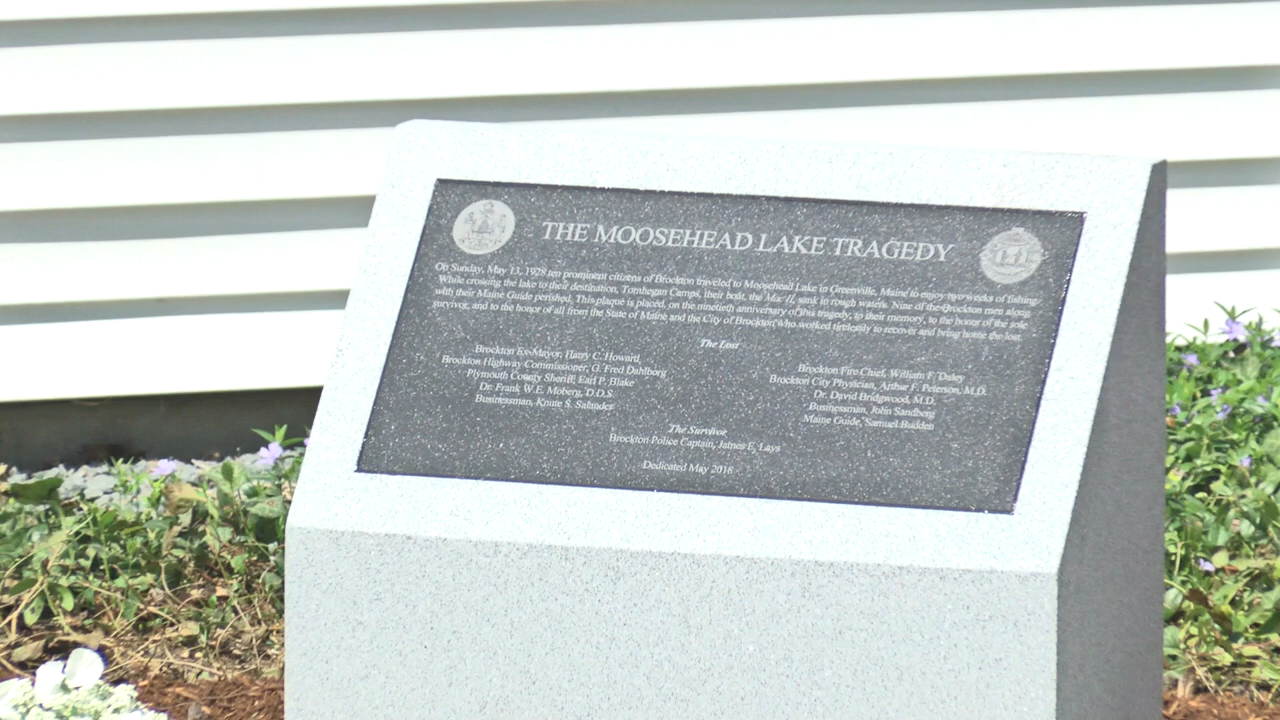 THE MOOSEHEAD LAKE TRAGEDY
On Sunday, May 13, 1928 ten prominent citizens of Brockton traveled to Moosehead Lake in Greenville, Maine to enjoy two weeks of fishing.
While crossing the lake to their destination, Tomhegan Camps, their boat, the Mac II, sank in rough waters. Nine of the Brockton men along
with their Maine Guide perished. This plaque is placed, on the ninetieth anniversary of this tragedy, to their memory, to the honor of the sole
survivor, and to the honor of all from the State of Maine and the City of Brockton who worked tirelessly to recover and bring home the lost.
The Lost
Brockton Ex-Mayor, Harry C. Howard
Brockton Highway Commissioner, G. Fred Dahlborg
Plymouth County Sheriff, Earl P. Blake
Dr. Frank W.E. Moberg, D.D.S.
Businessman, Knute S. Salander
Brockton Fire Chief, William F. Daley
Brockton City Physician, Arthur F. Peterson, M.D.
Dr. David Bridgwood, M.D.
Businessman, John Sandberg
Maine Guide, Samuel Budden
The Survivor
Brockton Police Captain, James E. Lays
Dedicated May 2018